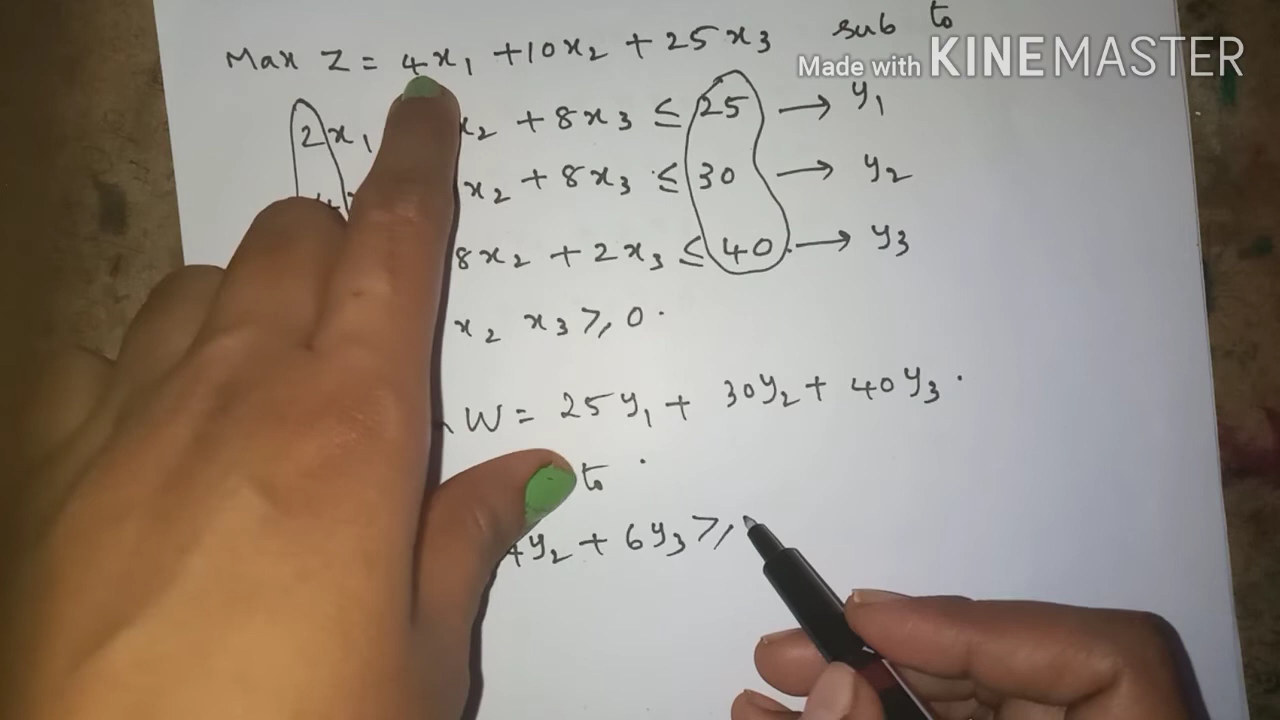 Max Z = 4x₁ + 10x₂ + 25x₃ sub to
Made with KINEMASTER
2x₁ x₂ + 8x₃ ≤ 25 → y₁
x₂ + 8x₃ ≤ 30 → y₂
8x₂ + 2x₃ ≤ 40 → y₃
x₂ x₃ ≥ 0.
W = 25y₁ + 30y₂ + 40y₃.
to
4y₂ + 6y₃ ≥